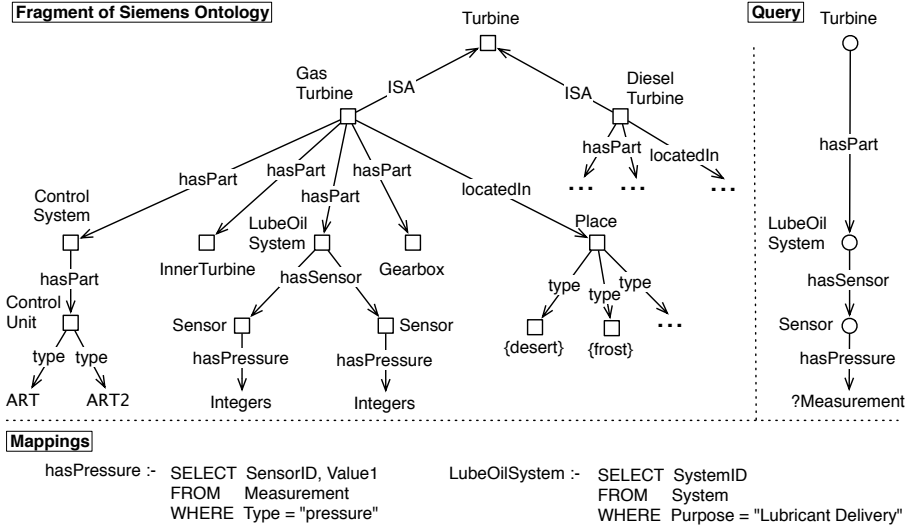 Fragment of Siemens Ontology
Turbine
Gas
Turbine
ISA
ISA
Diesel
Turbine
hasPart
locatedIn
... ... ...
hasPart
hasPart
hasPart
hasPart
locatedIn
Control
System
LubeOil
System
Place
InnerTurbine
Gearbox
hasPart
hasSensor
type
type
type
Control
Unit
Sensor
Sensor
{desert}
{frost}
...
type
type
hasPressure
hasPressure
ART
ART2
Integers
Integers
Query
Turbine
hasPart
LubeOil
System
hasSensor
Sensor
hasPressure
?Measurement
Mappings
hasPressure :- SELECT SensorID, Value1
FROM Measurement
WHERE Type = "pressure"
LubeOilSystem :- SELECT SystemID
FROM System
WHERE Purpose = "Lubricant Delivery"